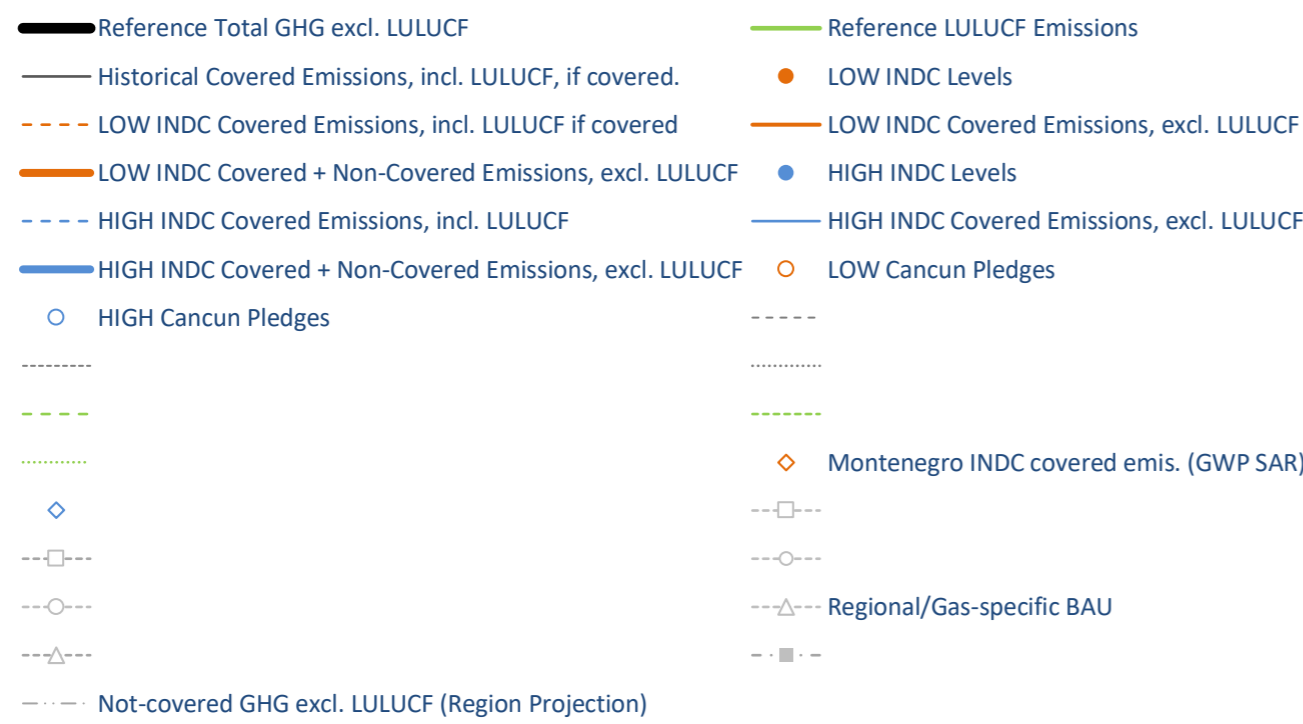 Reference Total GHG excl. LULUCF
Reference LULUCF Emissions
Historical Covered Emissions, incl. LULUCF, if covered.
LOW INDC Levels
LOW INDC Covered Emissions, incl. LULUCF if covered
LOW INDC Covered Emissions, excl. LULUCF
LOW INDC Covered + Non-Covered Emissions, excl. LULUCF
HIGH INDC Levels
HIGH INDC Covered Emissions, incl. LULUCF
HIGH INDC Covered Emissions, excl. LULUCF
HIGH INDC Covered + Non-Covered Emissions, excl. LULUCF
LOW Cancun Pledges
HIGH Cancun Pledges
Montenegro INDC covered emis. (GWP SAR)
Regional/Gas-specific BAU
Not-covered GHG excl. LULUCF (Region Projection)